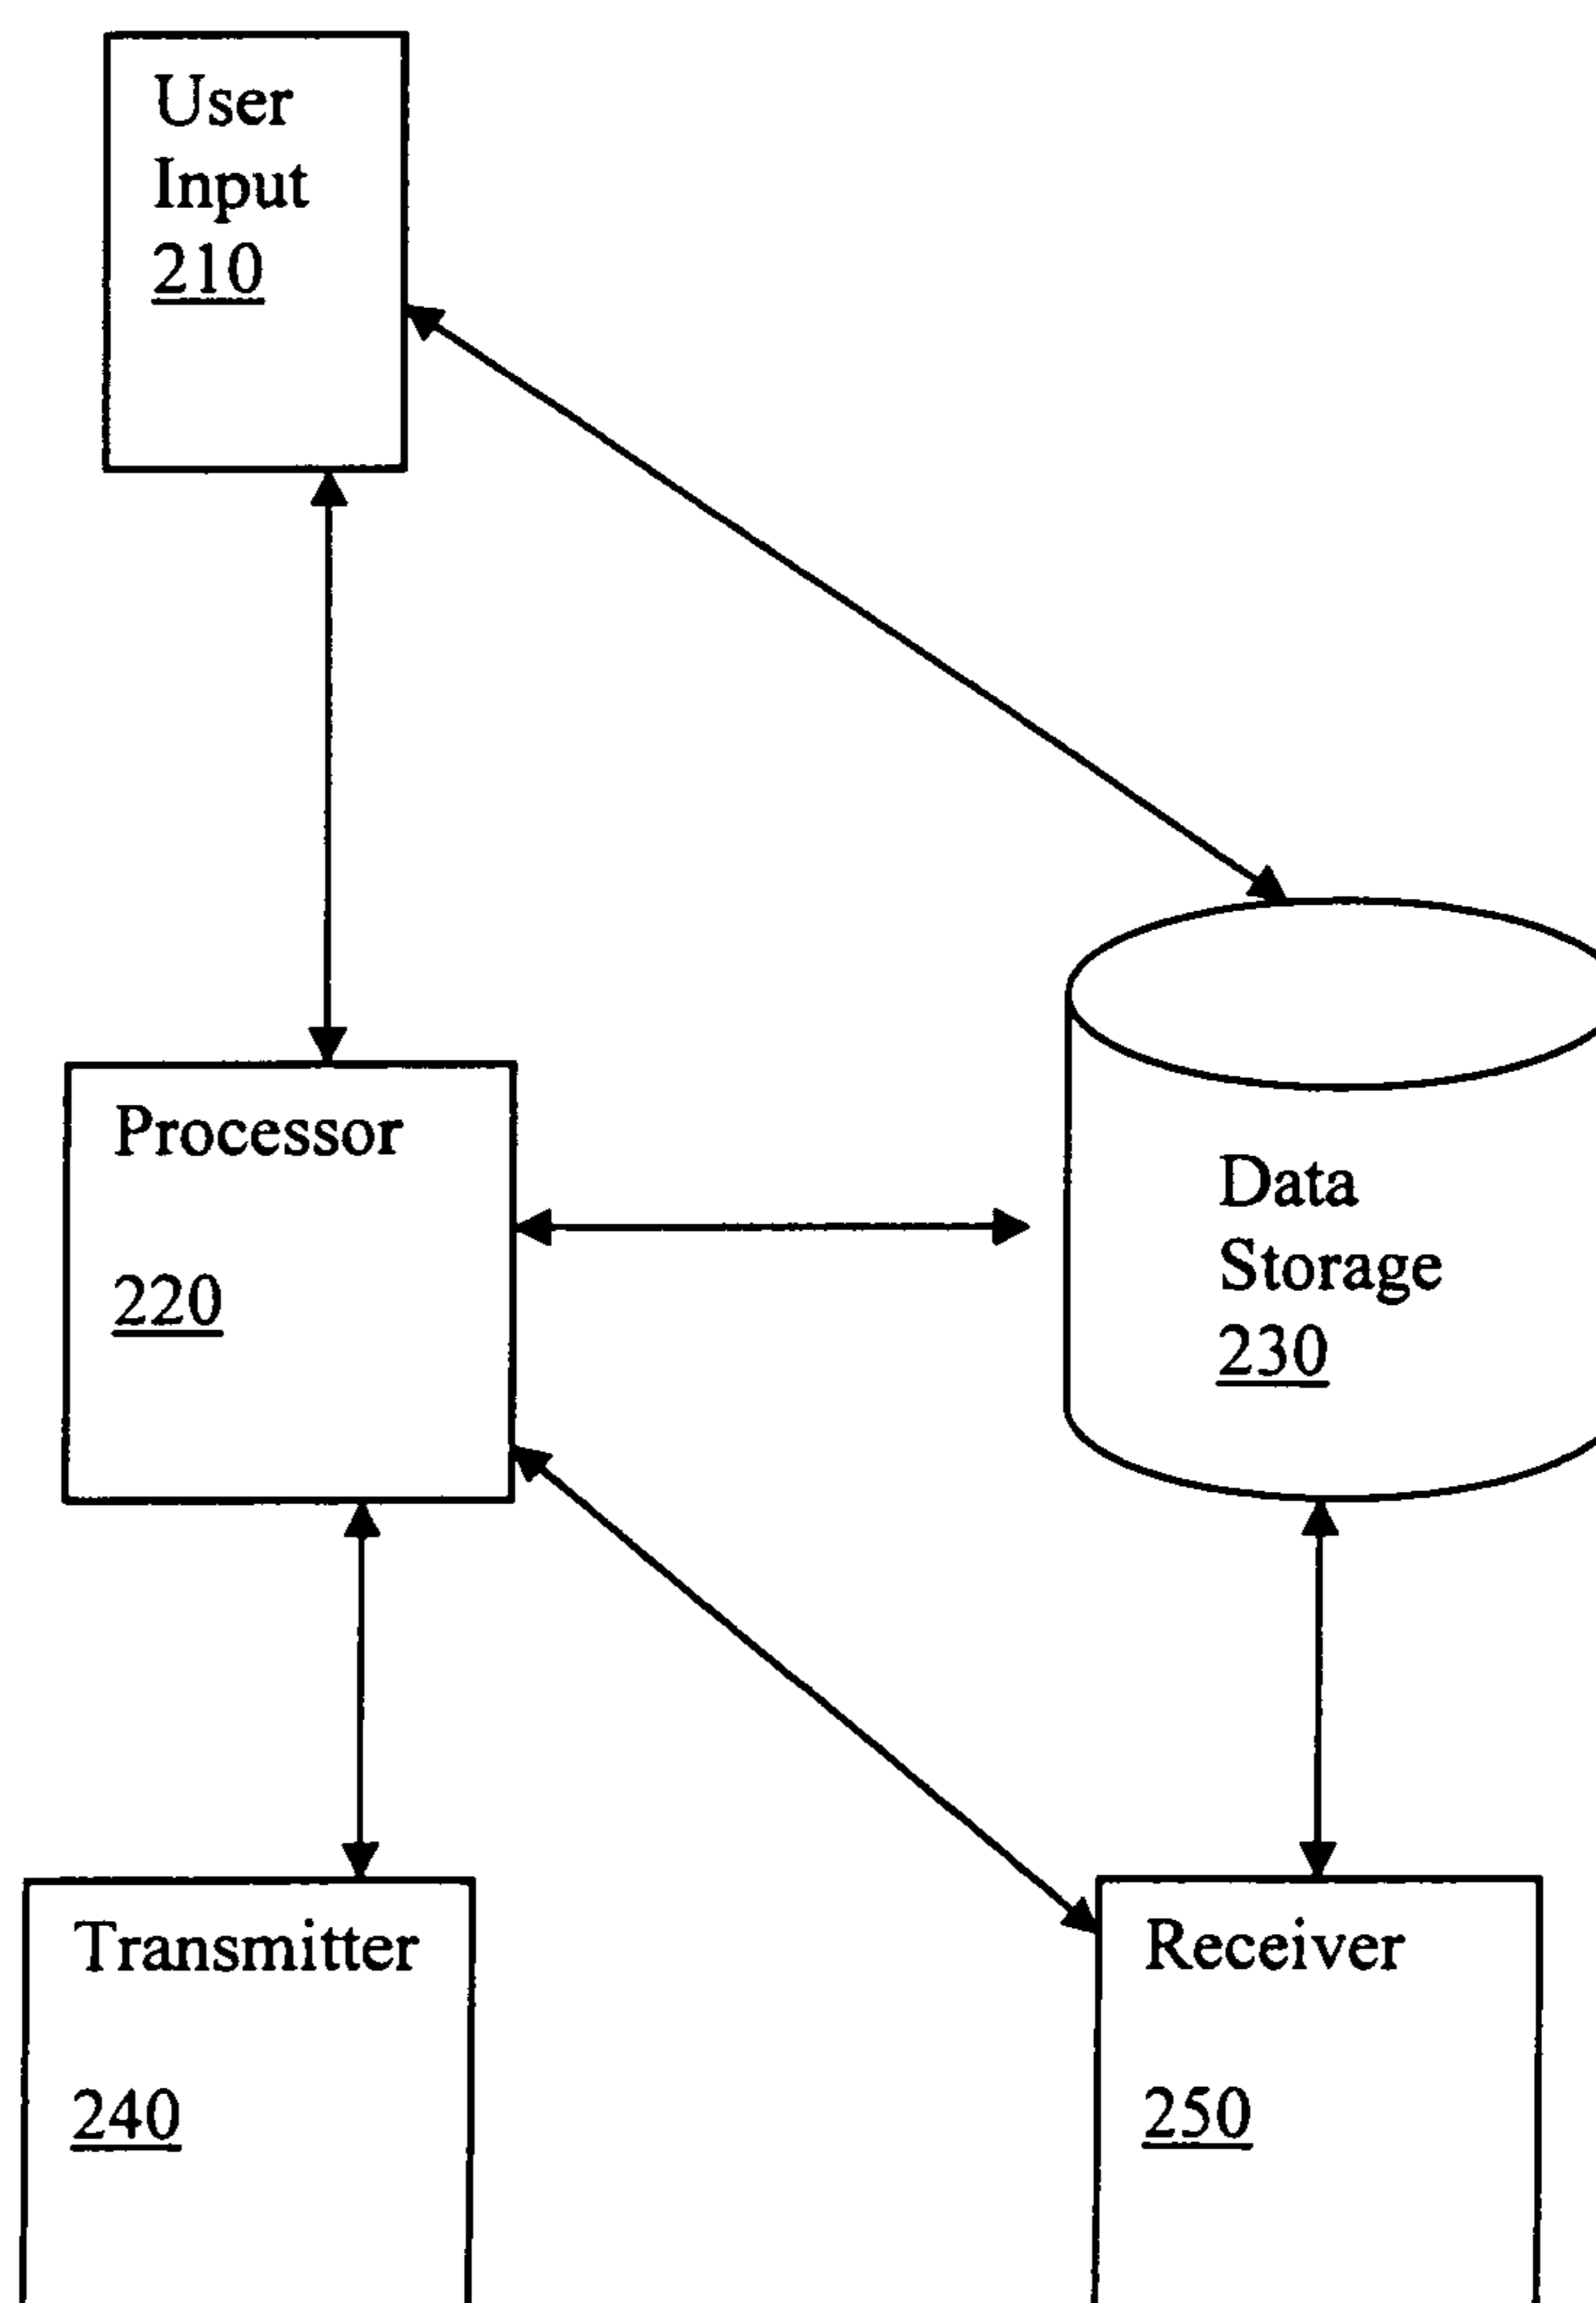 User
Input
210
Processor
220
Data
Storage
230
Transmitter
240
Receiver
250